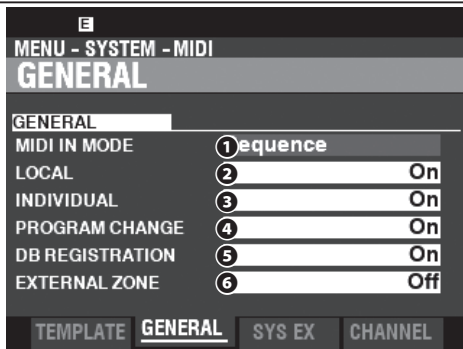 E
MENU - SYSTEM - MIDI
GENERAL
GENERAL
MIDI IN MODE 1 equence
LOCAL 2 On
INDIVIDUAL 3 On
PROGRAM CHANGE 4 On
DB REGISTRATION 5 On
EXTERNAL ZONE 6 Off
TEMPLATE GENERAL SYS EX CHANNEL